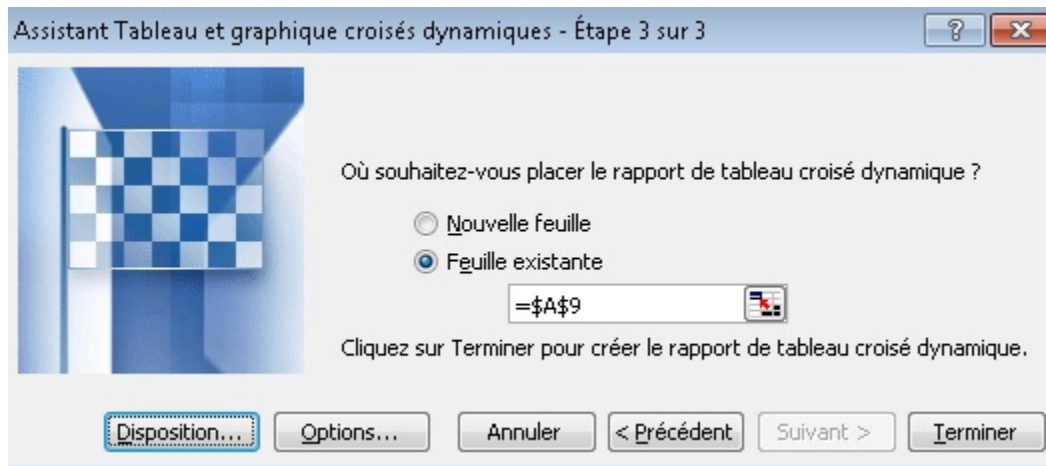 Assistant Tableau et graphique croisés dynamiques - Étape 3 sur 3
?
Où souhaitez-vous placer le rapport de tableau croisé dynamique ?
Nouvelle feuille
Feuille existante
=$A$9
Cliquez sur Terminer pour créer le rapport de tableau croisé dynamique.
Disposition... Options... Annuler < Précédent Suivant > Terminer